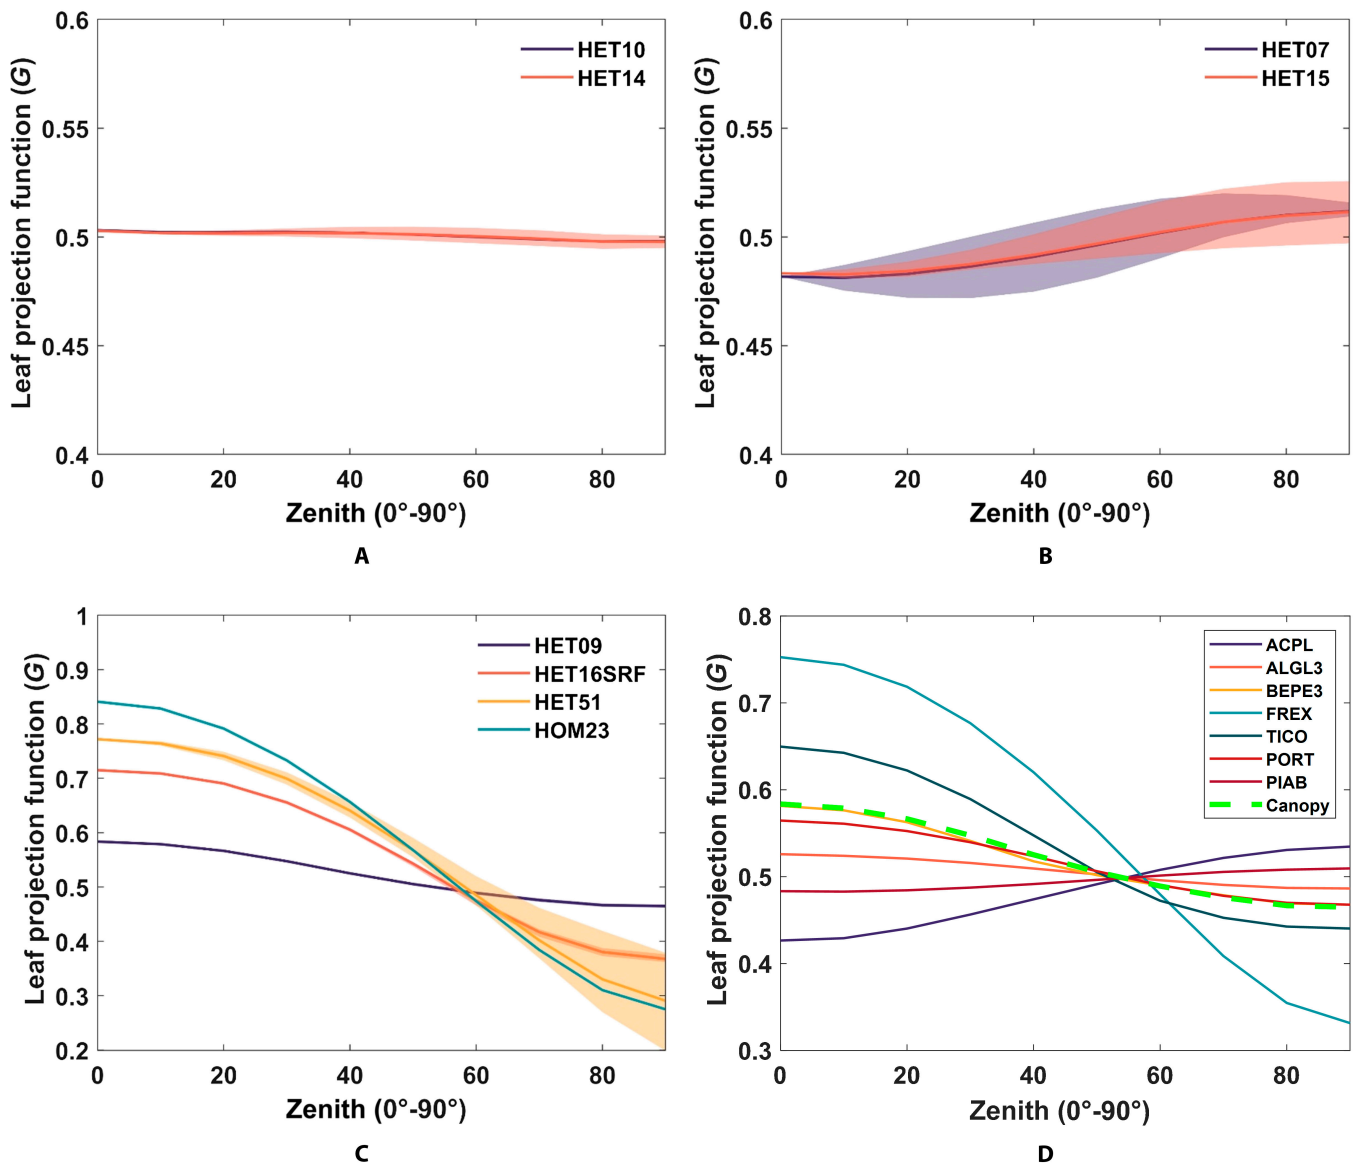 0.6
0.55
0.5
0.45
0.4
Leaf projection function (G)
HET10
HET14
0
20
40
60
80
Zenith (0°-90°)
A
0.6
0.55
0.5
0.45
0.4
Leaf projection function (G)
HET07
HET15
0
20
40
60
80
Zenith (0°-90°)
B
1
0.9
0.8
0.7
0.6
0.5
0.4
0.3
0.2
Leaf projection function (G)
HET09
HET16SRF
HET51
HOM23
0
20
40
60
80
Zenith (0°-90°)
C
0.8
0.7
0.6
0.5
0.4
0.3
Leaf projection function (G)
ACPL
ALGL3
BEPE3
FREX
TICO
PORT
PIAB
Canopy
0
20
40
60
80
Zenith (0°-90°)
D